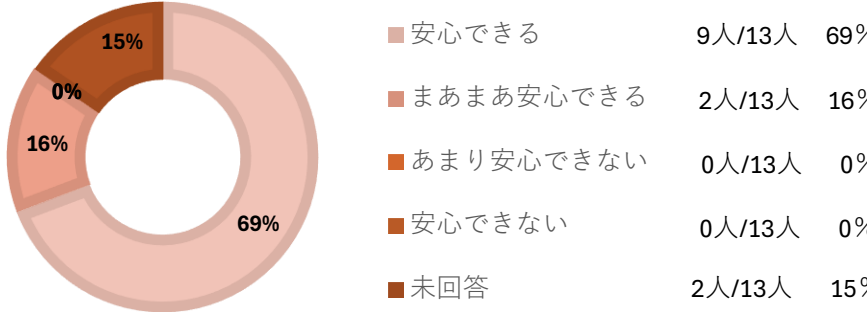 15%
0%
16%
69%
安心できる 9人/13人 69%
まあまあ安心できる 2人/13人 16%
あまり安心できない 0人/13人 0%
安心できない 0人/13人 0%
未回答 2人/13人 15%